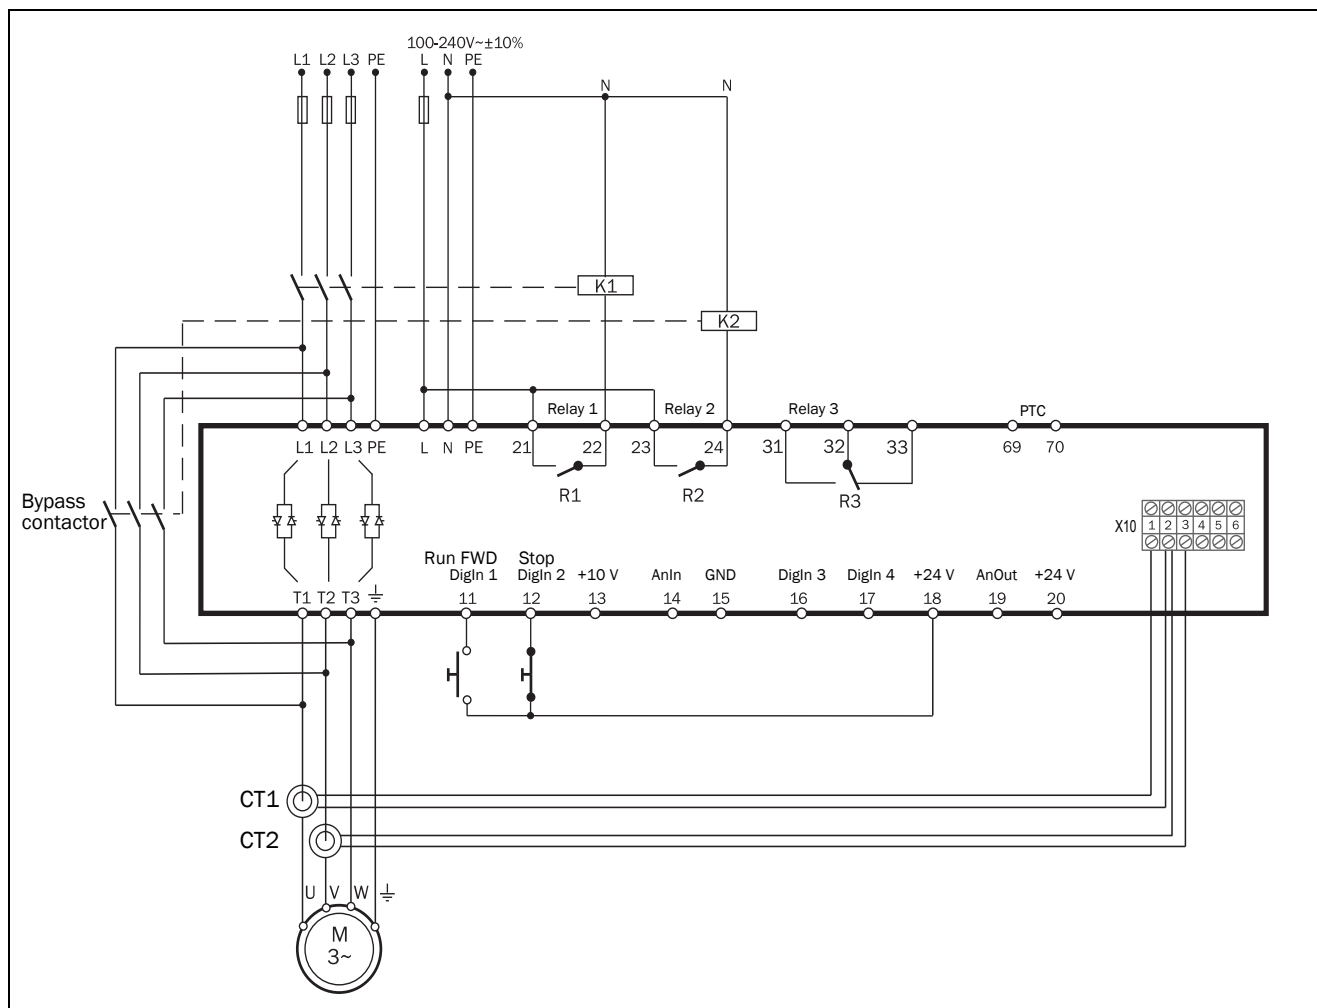 100-240V~±10%
L1 L2 L3 PE L N PE
N N
K1
K2
Relay 1 Relay 2 Relay 3 PTC
L1 L2 L3 PE L N PE 21 22 23 24 31 32 33 69 70
R1 R2 R3
Bypass
contactor
X10 1 2 3 4 5 6
Run FWD Stop
DigIn 1 DigIn 2 +10 V AnIn GND DigIn 3 DigIn 4 +24 V AnOut +24 V
T1 T2 T3 11 12 13 14 15 16 17 18 19 20
CT1
CT2
U V W
M
3~